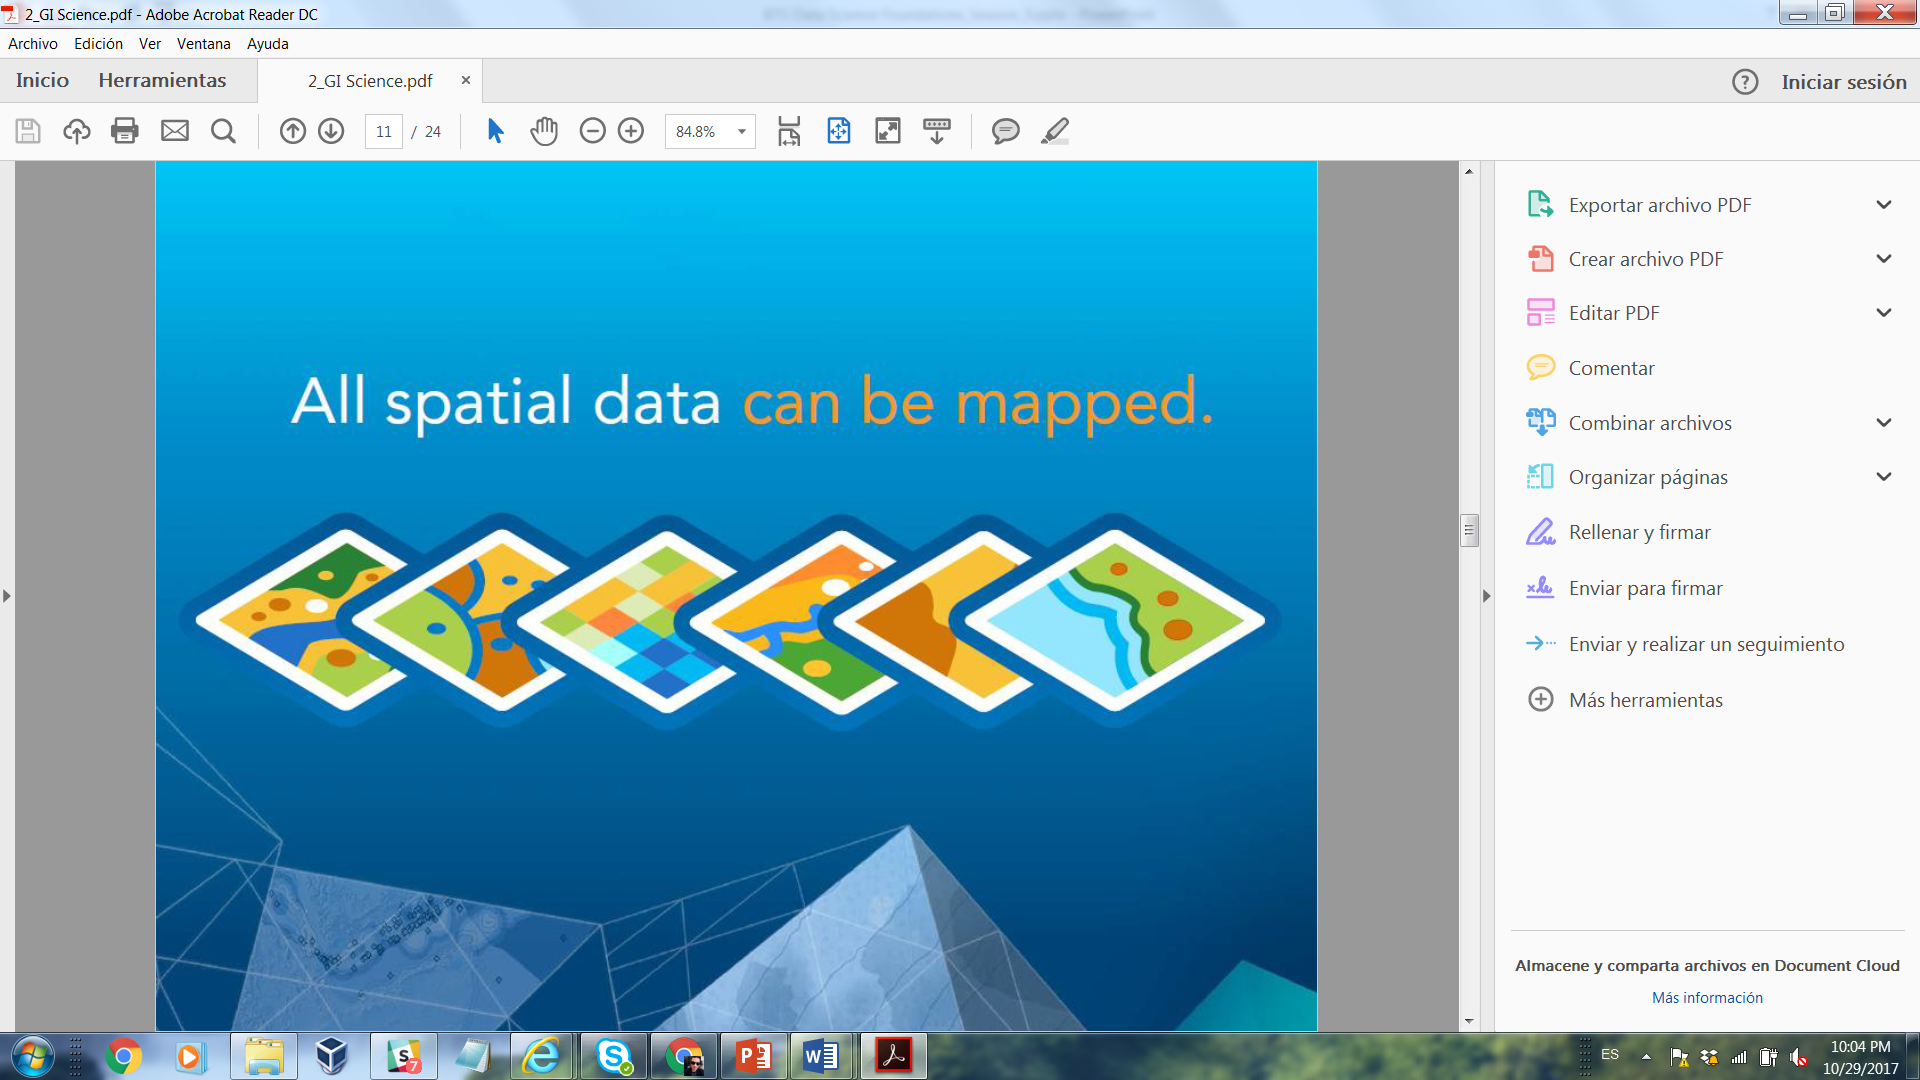 2_GI Science.pdf - Adobe Acrobat Reader DC
Archivo Edición Ver Ventana Ayuda
Inicio Herramientas 2_GI Science.pdf × ? Iniciar sesión
11 / 24 84.8%
All spatial data can be mapped.
Exportar archivo PDF
Crear archivo PDF
Editar PDF
Comentar
Combinar archivos
Organizar páginas
Rellenar y firmar
Enviar para firmar
Enviar y realizar un seguimiento
Más herramientas
Almacene y comparta archivos en Document Cloud
Más información
7
ES
10:04 PM
10/29/2017